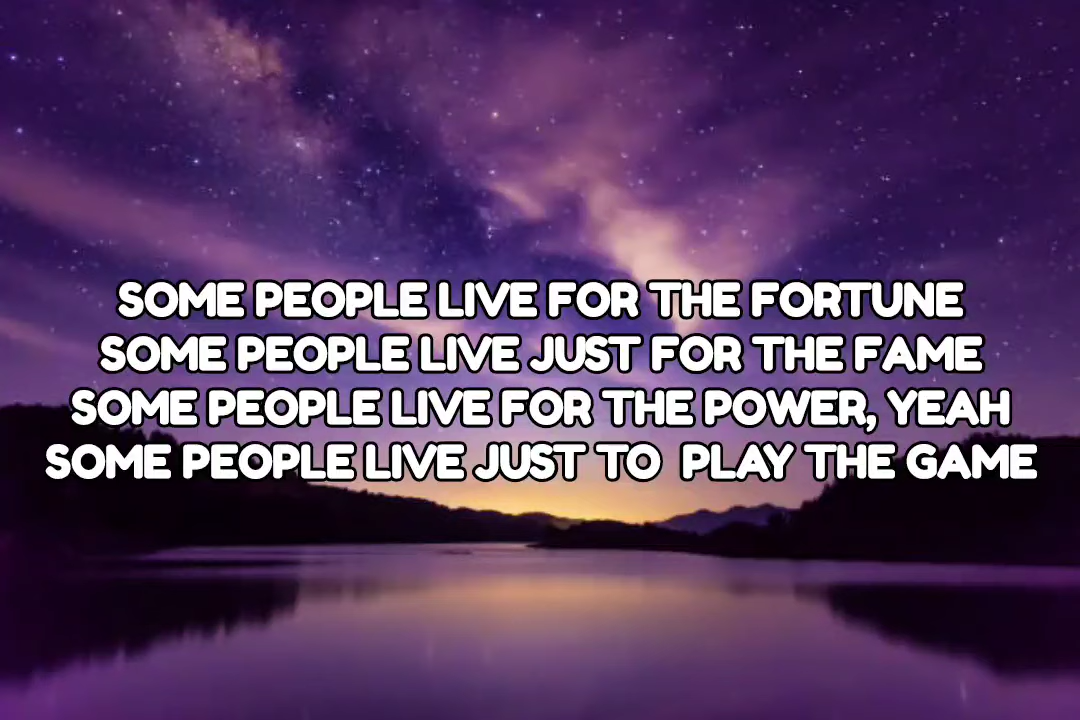 SOME PEOPLE LIVE FOR THE FORTUNE
SOME PEOPLE LIVE JUST FOR THE FAME
SOME PEOPLE LIVE FOR THE POWER, YEAH
SOME PEOPLE LIVE JUST TO  PLAY THE GAME